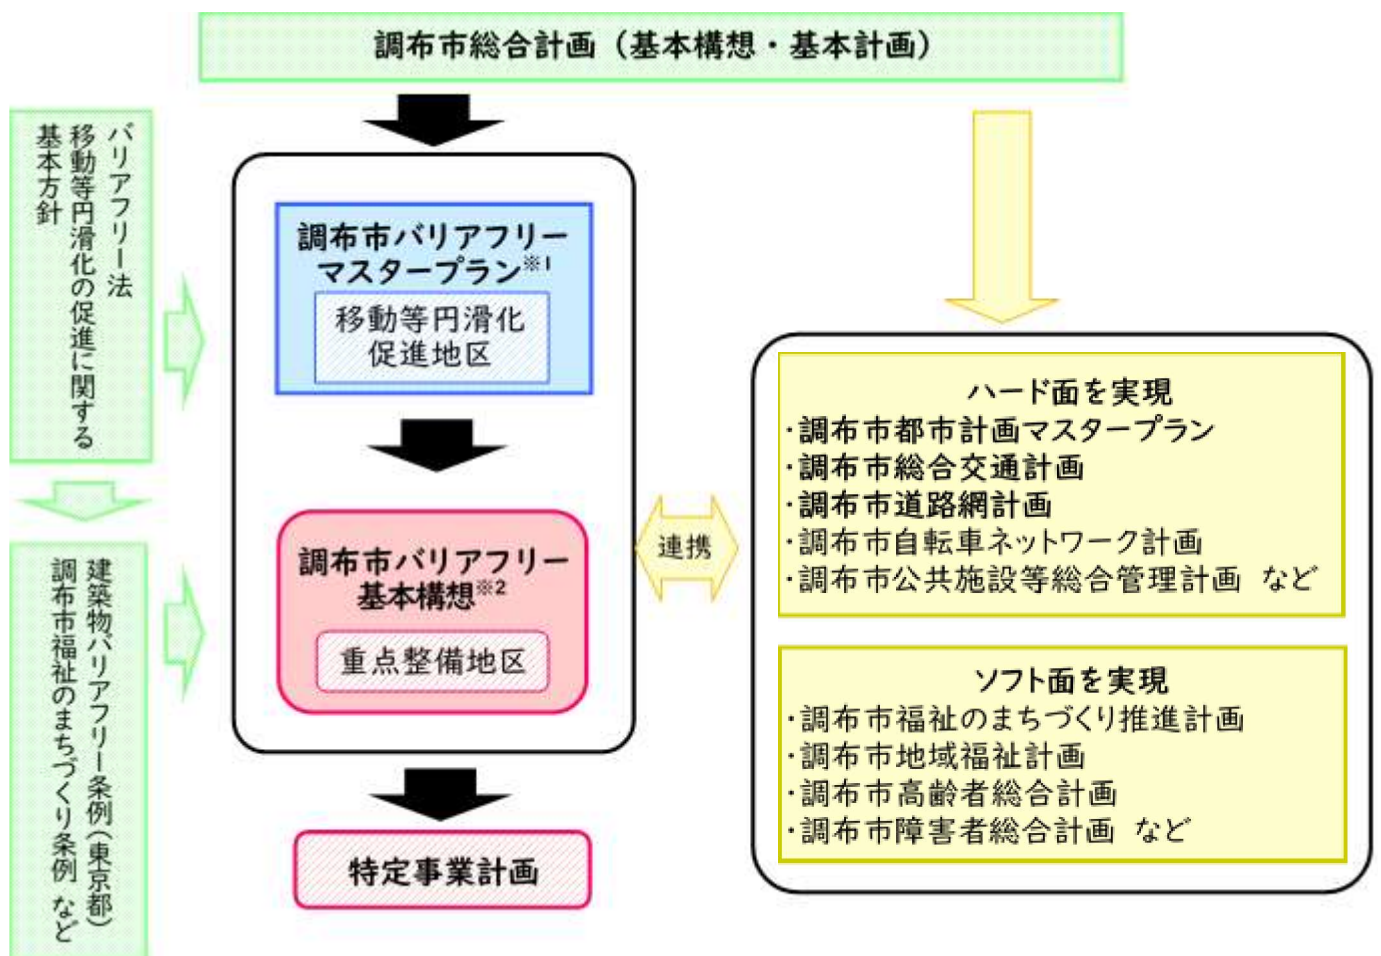 調布市総合計画（基本構想・基本計画）
バリアフリー法
移動等円滑化の促進に関する
基本方針
建築物バリアフリー条例（東京都）
調布市福祉のまちづくり条例 など
調布市バリアフリー
マスタープラン※1
移動等円滑化
促進地区
調布市バリアフリー
基本構想※2
重点整備地区
特定事業計画
連携
ハード面を実現
・調布市都市計画マスタープラン
・調布市総合交通計画
・調布市道路網計画
・調布市自転車ネットワーク計画
・調布市公共施設等総合管理計画 など
ソフト面を実現
・調布市福祉のまちづくり推進計画
・調布市地域福祉計画
・調布市高齢者総合計画
・調布市障害者総合計画 など